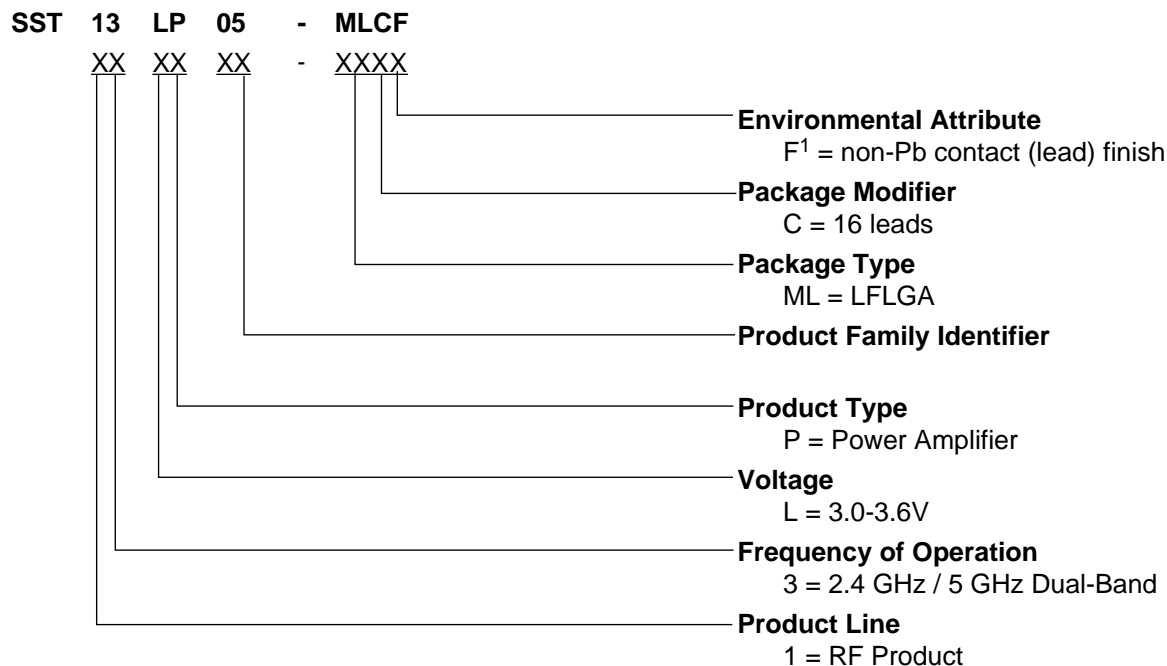 SST 13 LP 05 - MLCF
XX XX XX - XXXX
Environmental Attribute
F¹ = non-Pb contact (lead) finish
Package Modifier
C = 16 leads
Package Type
ML = LFLGA
Product Family Identifier
Product Type
P = Power Amplifier
Voltage
L = 3.0-3.6V
Frequency of Operation
3 = 2.4 GHz / 5 GHz Dual-Band
Product Line
1 = RF Product